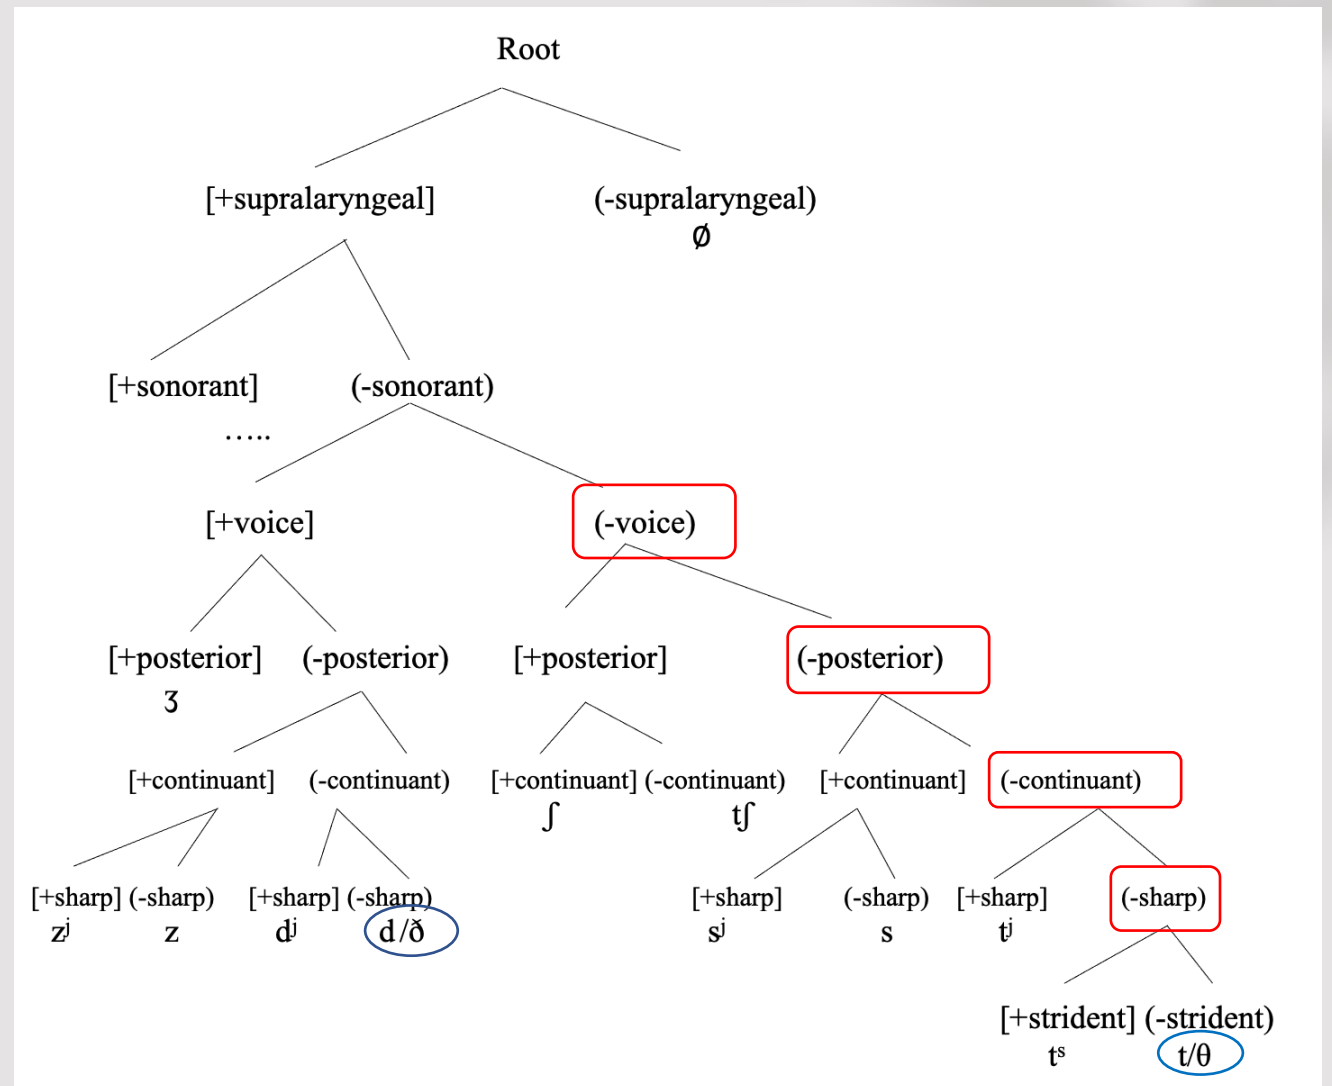 Root
[+supralaryngeal] (-supralaryngeal)
Ø
[+sonorant] (-sonorant)
…..
[+voice] (-voice)
[+posterior] (-posterior) [+posterior] (-posterior)
ʒ
[+continuant] (-continuant) [+continuant] (-continuant) [+continuant] (-continuant)
ʃ tʃ
[+sharp] (-sharp) [+sharp] (-sharp) [+sharp] (-sharp) [+sharp] (-sharp)
zʲ z dʲ d/ð sʲ s tʲ
[+strident] (-strident)
tˢ t/θ